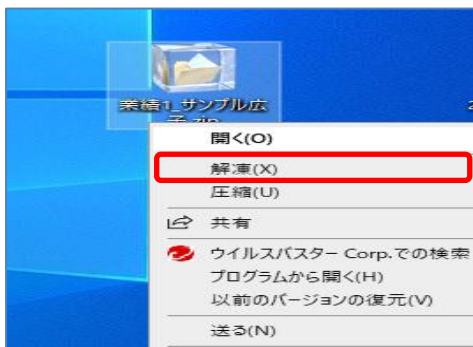 業績1_サンプル広
子.zip
開く(O)
解凍(X)
圧縮(U)
共有
ウイルスバスター Corp.での検索
プログラムから開く(H)
以前のバージョンの復元(V)
送る(N)